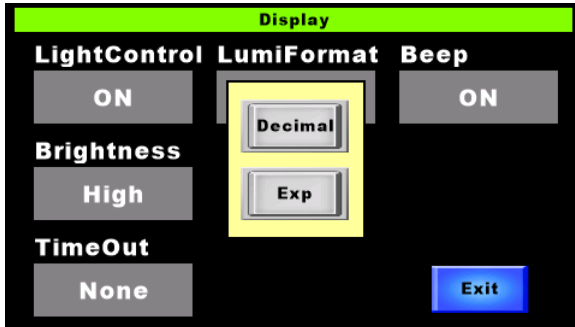 Display
LightControl LumiFormat Beep
ON ON
Decimal
Brightness
High
Exp
TimeOut
None
Exit